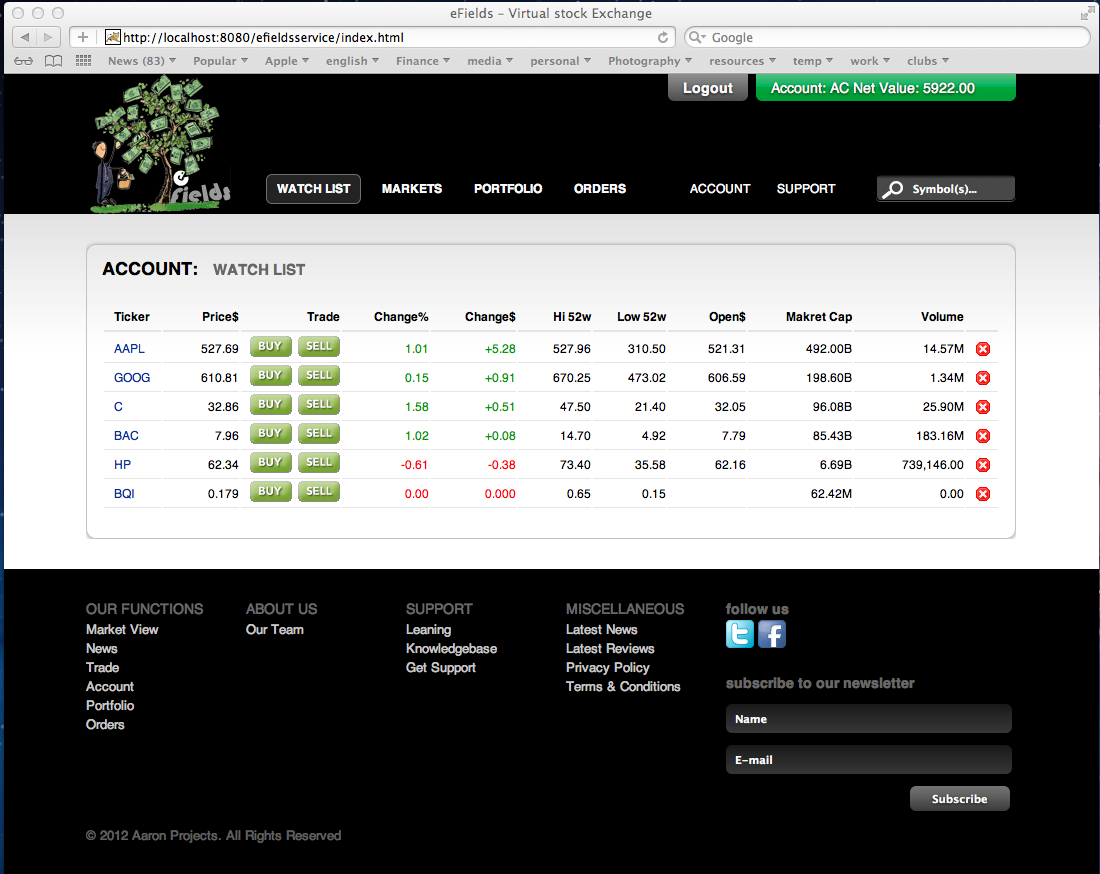 eFields – Virtual stock Exchange
http://localhost:8080/efieldsservice/index.html
Google
News (83) Popular Apple english Finance media personal Photography resources temp work clubs
Logout
Account: AC Net Value: 5922.00
eFields
WATCH LIST MARKETS PORTFOLIO ORDERS ACCOUNT SUPPORT Symbol(s)...
ACCOUNT: WATCH LIST
Ticker Price$ Trade Change% Change$ Hi 52w Low 52w Open$ Makret Cap Volume
AAPL 527.69 BUY SELL 1.01 +5.28 527.96 310.50 521.31 492.00B 14.57M
GOOG 610.81 BUY SELL 0.15 +0.91 670.25 473.02 606.59 198.60B 1.34M
C 32.86 BUY SELL 1.58 +0.51 47.50 21.40 32.05 96.08B 25.90M
BAC 7.96 BUY SELL 1.02 +0.08 14.70 4.92 7.79 85.43B 183.16M
HP 62.34 BUY SELL -0.61 -0.38 73.40 35.58 62.16 6.69B 739,146.00
BQI 0.179 BUY SELL 0.00 0.000 0.65 0.15 62.42M 0.00
OUR FUNCTIONS
Market View
News
Trade
Account
Portfolio
Orders
ABOUT US
Our Team
SUPPORT
Leaning
Knowledgebase
Get Support
MISCELLANEOUS
Latest News
Latest Reviews
Privacy Policy
Terms & Conditions
follow us
t f
subscribe to our newsletter
Name
E-mail
Subscribe
© 2012 Aaron Projects. All Rights Reserved